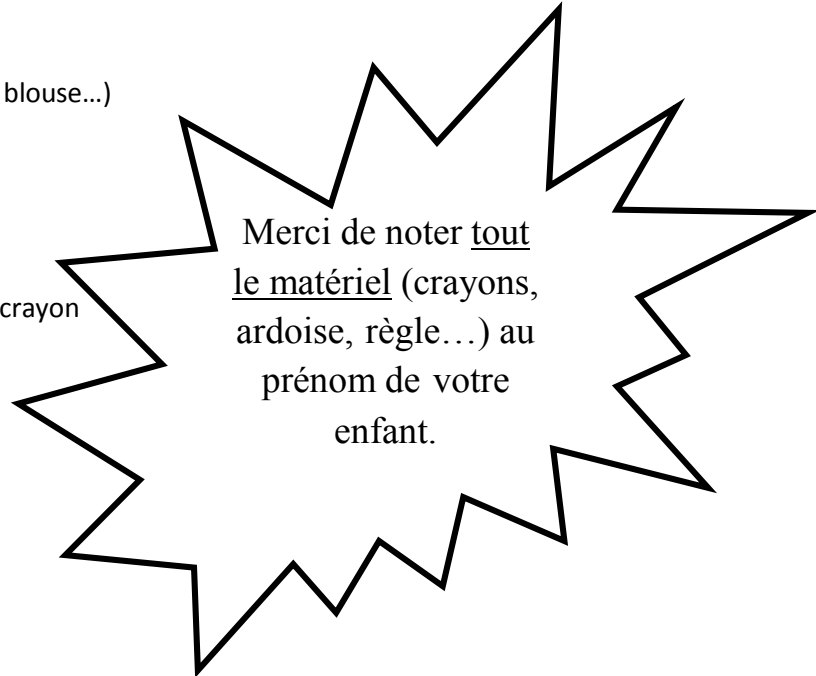 blouse…)
Merci de noter tout
le matériel (crayons,
crayon
ardoise, règle…) au
prénom de votre
enfant.